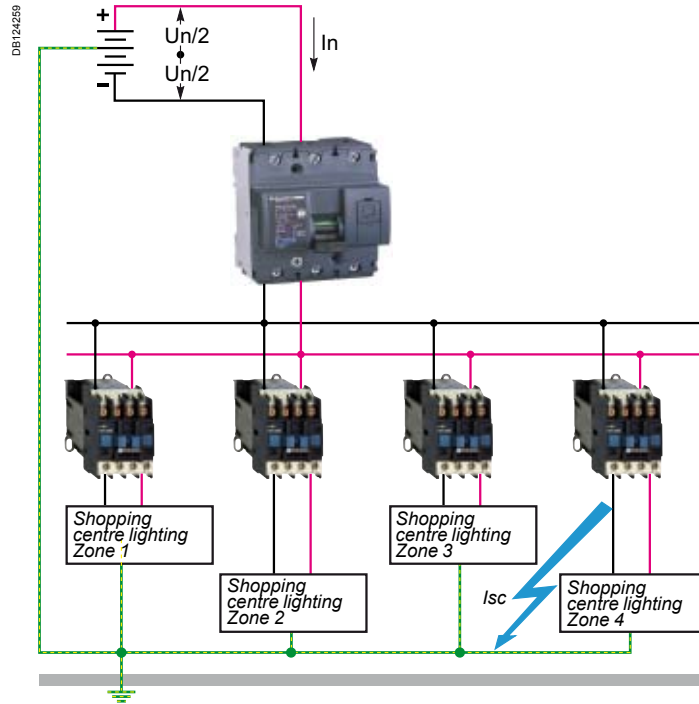 DB124259
+
Un/2
Un/2
-
In
Shopping
centre lighting
Zone 1
Shopping
centre lighting
Zone 2
Shopping
centre lighting
Zone 3
Isc
Shopping
centre lighting
Zone 4